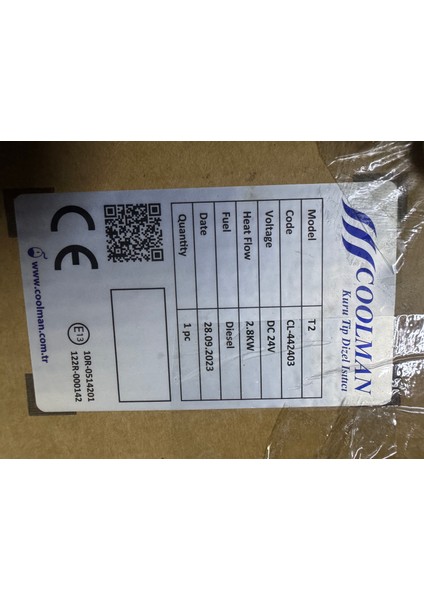 COOLMAN
Kuru Tip Dizel Isıtıcı
Model T2
Code CL-442403
Voltage DC 24V
Heat Flow 2.8KW
Fuel Diesel
Date 28.09.2023
Quantity 1 pc
CE
E13
10R-0514201
122R-000142
www.coolman.com.tr